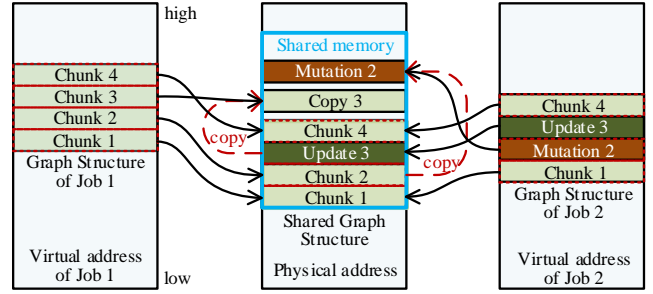 high
Chunk 4
Chunk 3
Chunk 2
Chunk 1
Graph Structure
of Job 1
Virtual address
of Job 1
low
Shared memory
Mutation 2
Copy 3
copy
Chunk 4
Update 3
copy
Chunk 2
Chunk 1
Shared Graph
Structure
Physical address
Chunk 4
Update 3
Mutation 2
Chunk 1
Graph Structure
of Job 2
Virtual address
of Job 2